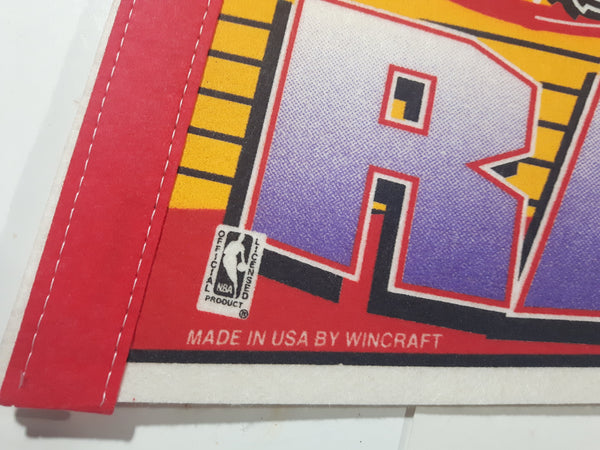 R
OFFICIAL
LICENSED
NBA
PRODUCT
®
MADE IN USA BY WINCRAFT